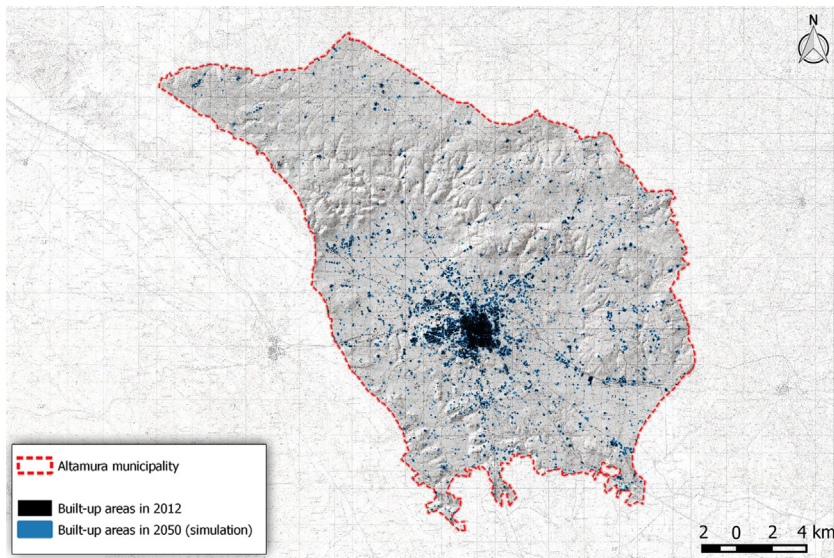 N
Altamura municipality
Built-up areas in 2012
Built-up areas in 2050 (simulation)
2 0 2 4 km